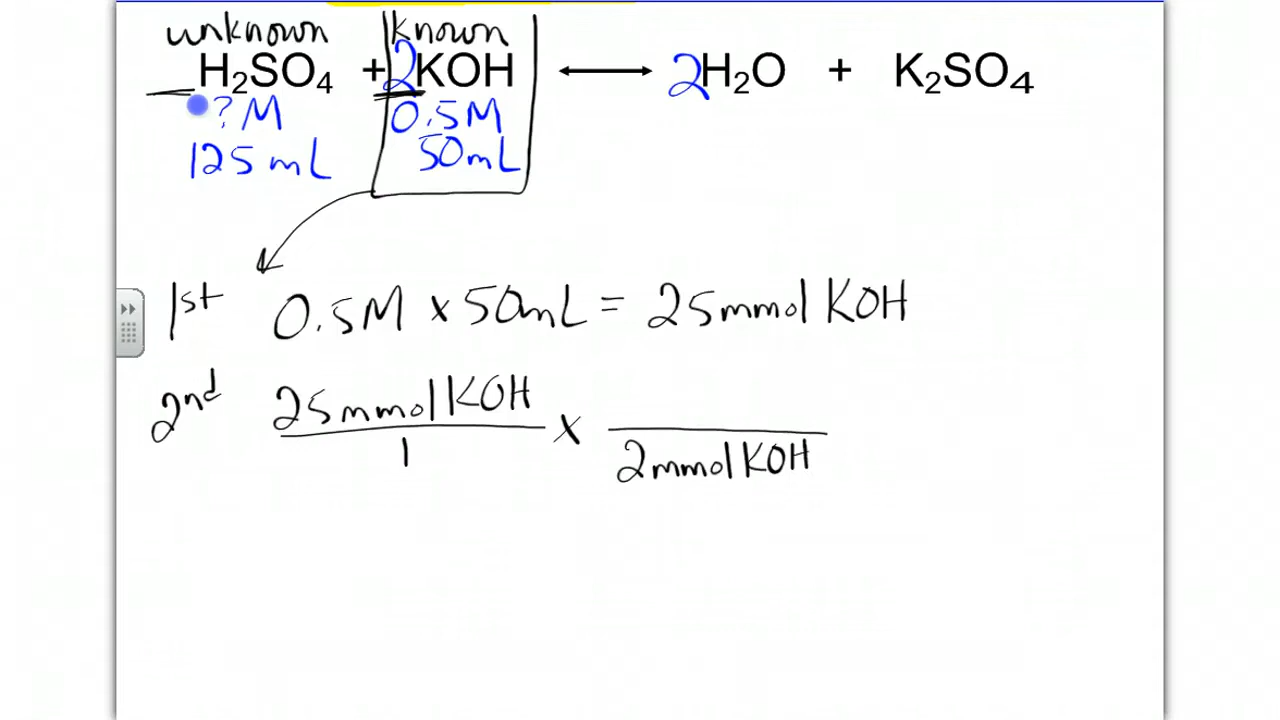 unknown known
H₂SO₄ + 2KOH ⟷ 2H₂O + K₂SO₄
? M 0.5M
125 mL 50mL
1st 0.5M x 50mL = 25mmol KOH
2nd 25mmol KOH
1 x 2mmol KOH